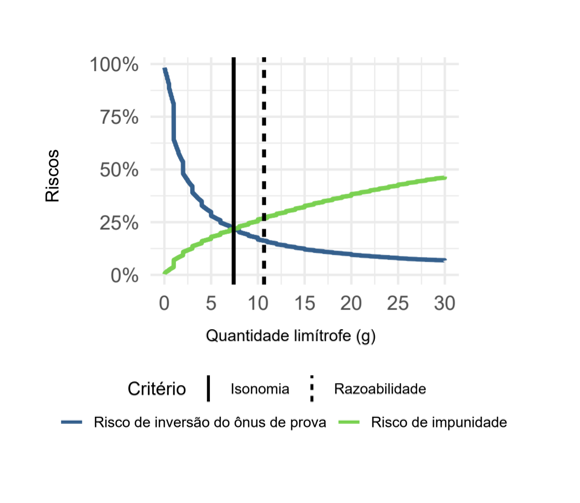 100%
75%
50%
25%
0%
Riscos
0 5 10 15 20 25 30
Quantidade limítrofe (g)
Critério Isonomia Razoabilidade
Risco de inversão do ônus de prova Risco de impunidade